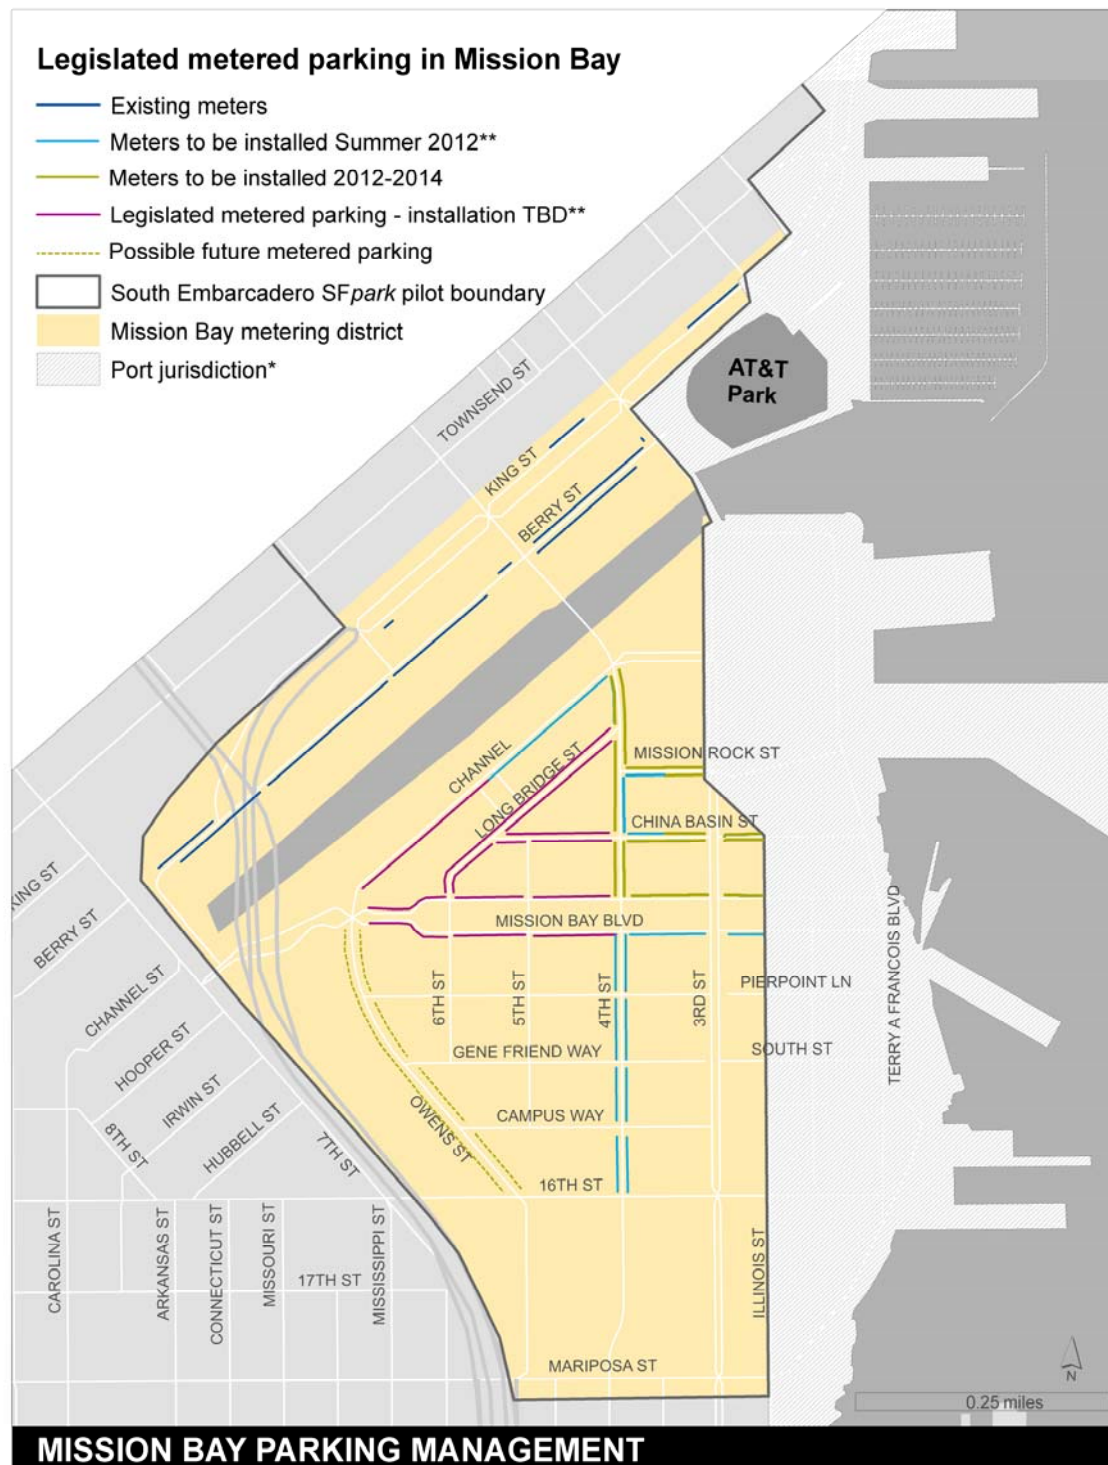 Legislated metered parking in Mission Bay
Existing meters
Meters to be installed Summer 2012**
Meters to be installed 2012-2014
Legislated metered parking - installation TBD**
Possible future metered parking
South Embarcadero SFpark pilot boundary
Mission Bay metering district
Port jurisdiction*
AT&T
Park
TOWNSEND ST
KING ST
BERRY ST
CHANNEL
LONG BRIDGE ST
MISSION ROCK ST
CHINA BASIN ST
MISSION BAY BLVD
KING ST
BERRY ST
CHANNEL ST
HOOPER ST
IRWIN ST
HUBBELL ST
8TH ST
7TH ST
6TH ST
5TH ST
4TH ST
3RD ST
PIERPOINT LN
TERRY A FRANCOIS BLVD
GENE FRIEND WAY
SOUTH ST
OWENS ST
CAMPUS WAY
16TH ST
CAROLINA ST
ARKANSAS ST
CONNECTICUT ST
MISSOURI ST
MISSISSIPPI ST
17TH ST
ILLINOIS ST
MARIPOSA ST
N
0.25 miles
MISSION BAY PARKING MANAGEMENT